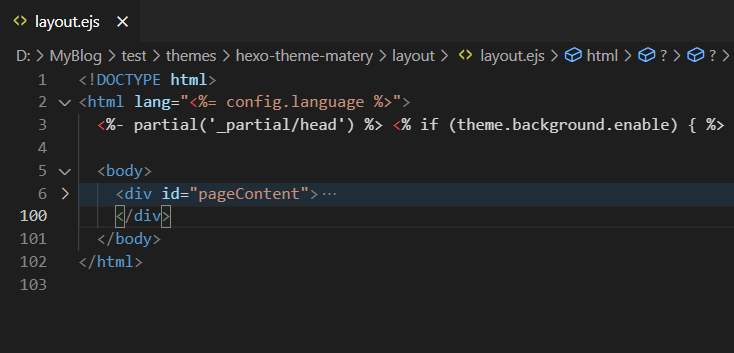 layout.ejs ×
D: > MyBlog > test > themes > hexo-theme-matery > layout > layout.ejs > html > ? > ? >
1 <!DOCTYPE html>
2 <html lang="<%= config.language %>">
3 <%- partial('_partial/head') %> <% if (theme.background.enable) { %>
4
5 <body>
6 <div id="pageContent">…
100 </div>
101 </body>
102 </html>
103